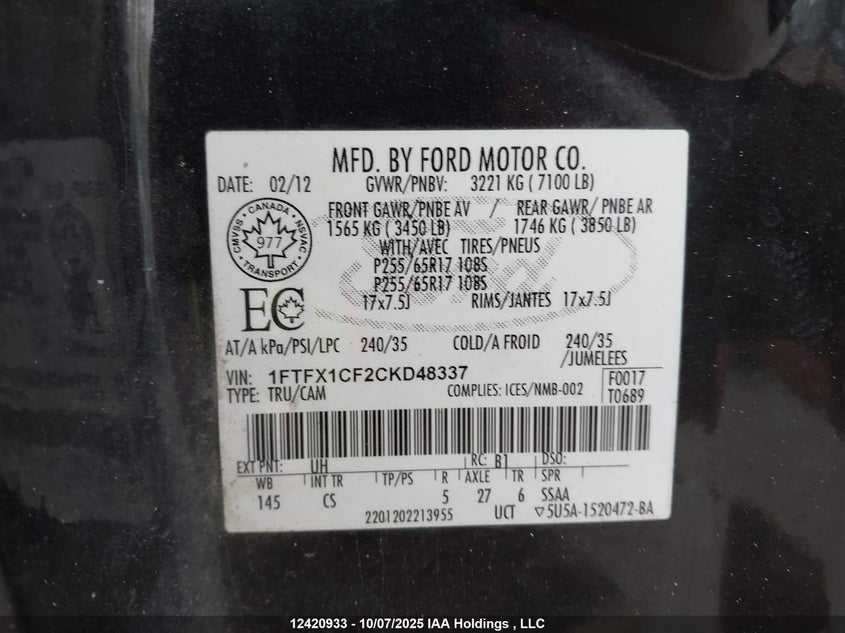 MFD. BY FORD MOTOR CO.
DATE: 02/12 GVWR/PNBV: 3221 KG ( 7100 LB)
FRONT GAWR/PNBE AV / REAR GAWR/ PNBE AR
1565 KG ( 3450 LB) 1746 KG ( 3850 LB)
WITH/AVEC TIRES/PNEUS
P255/65R17 108S
P255/65R17 108S
17x7.5J RIMS/JANTES 17x7.5J
CANADA
CMVSS NSVAC
977
TRANSPORT
EC
AT/A kPa/PSI/LPC 240/35 COLD/A FROID 240/35
/JUMELEES
VIN: 1FTFX1CF2CKD48337
TYPE: TRU/CAM COMPLIES: ICES/NMB-002
F0017
T0689
EXT PNT: UH RC: B1 DSO:
WB INT TR TP/PS R AXLE TR SPR
145 CS 5 27 6 SSAA
2201202213955 UCT ▽5U5A-1520472-BA
12420933 - 10/07/2025 IAA Holdings , LLC